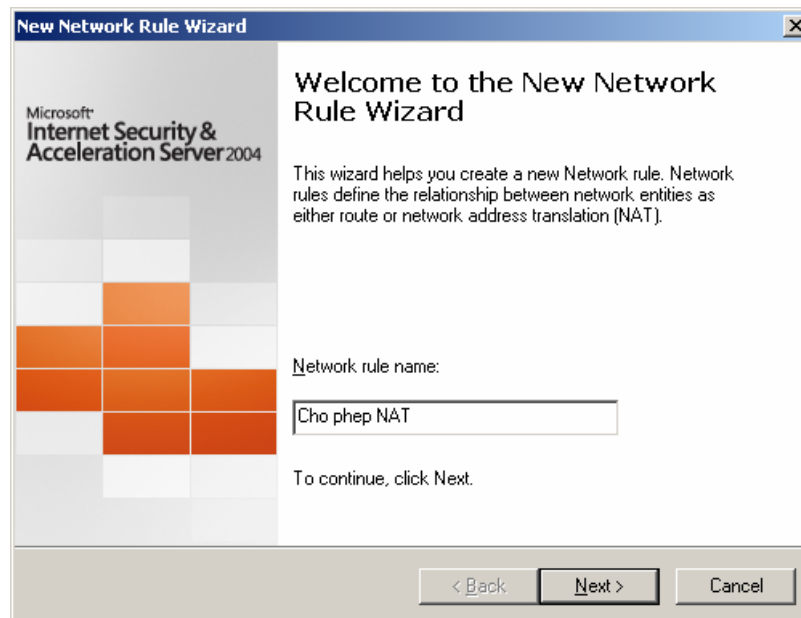 New Network Rule Wizard
Microsoft
Internet Security &
Acceleration Server 2004
Welcome to the New Network
Rule Wizard
This wizard helps you create a new Network rule. Network
rules define the relationship between network entities as
either route or network address translation (NAT).
Network rule name:
Cho phep NAT
To continue, click Next.
< Back
Next >
Cancel